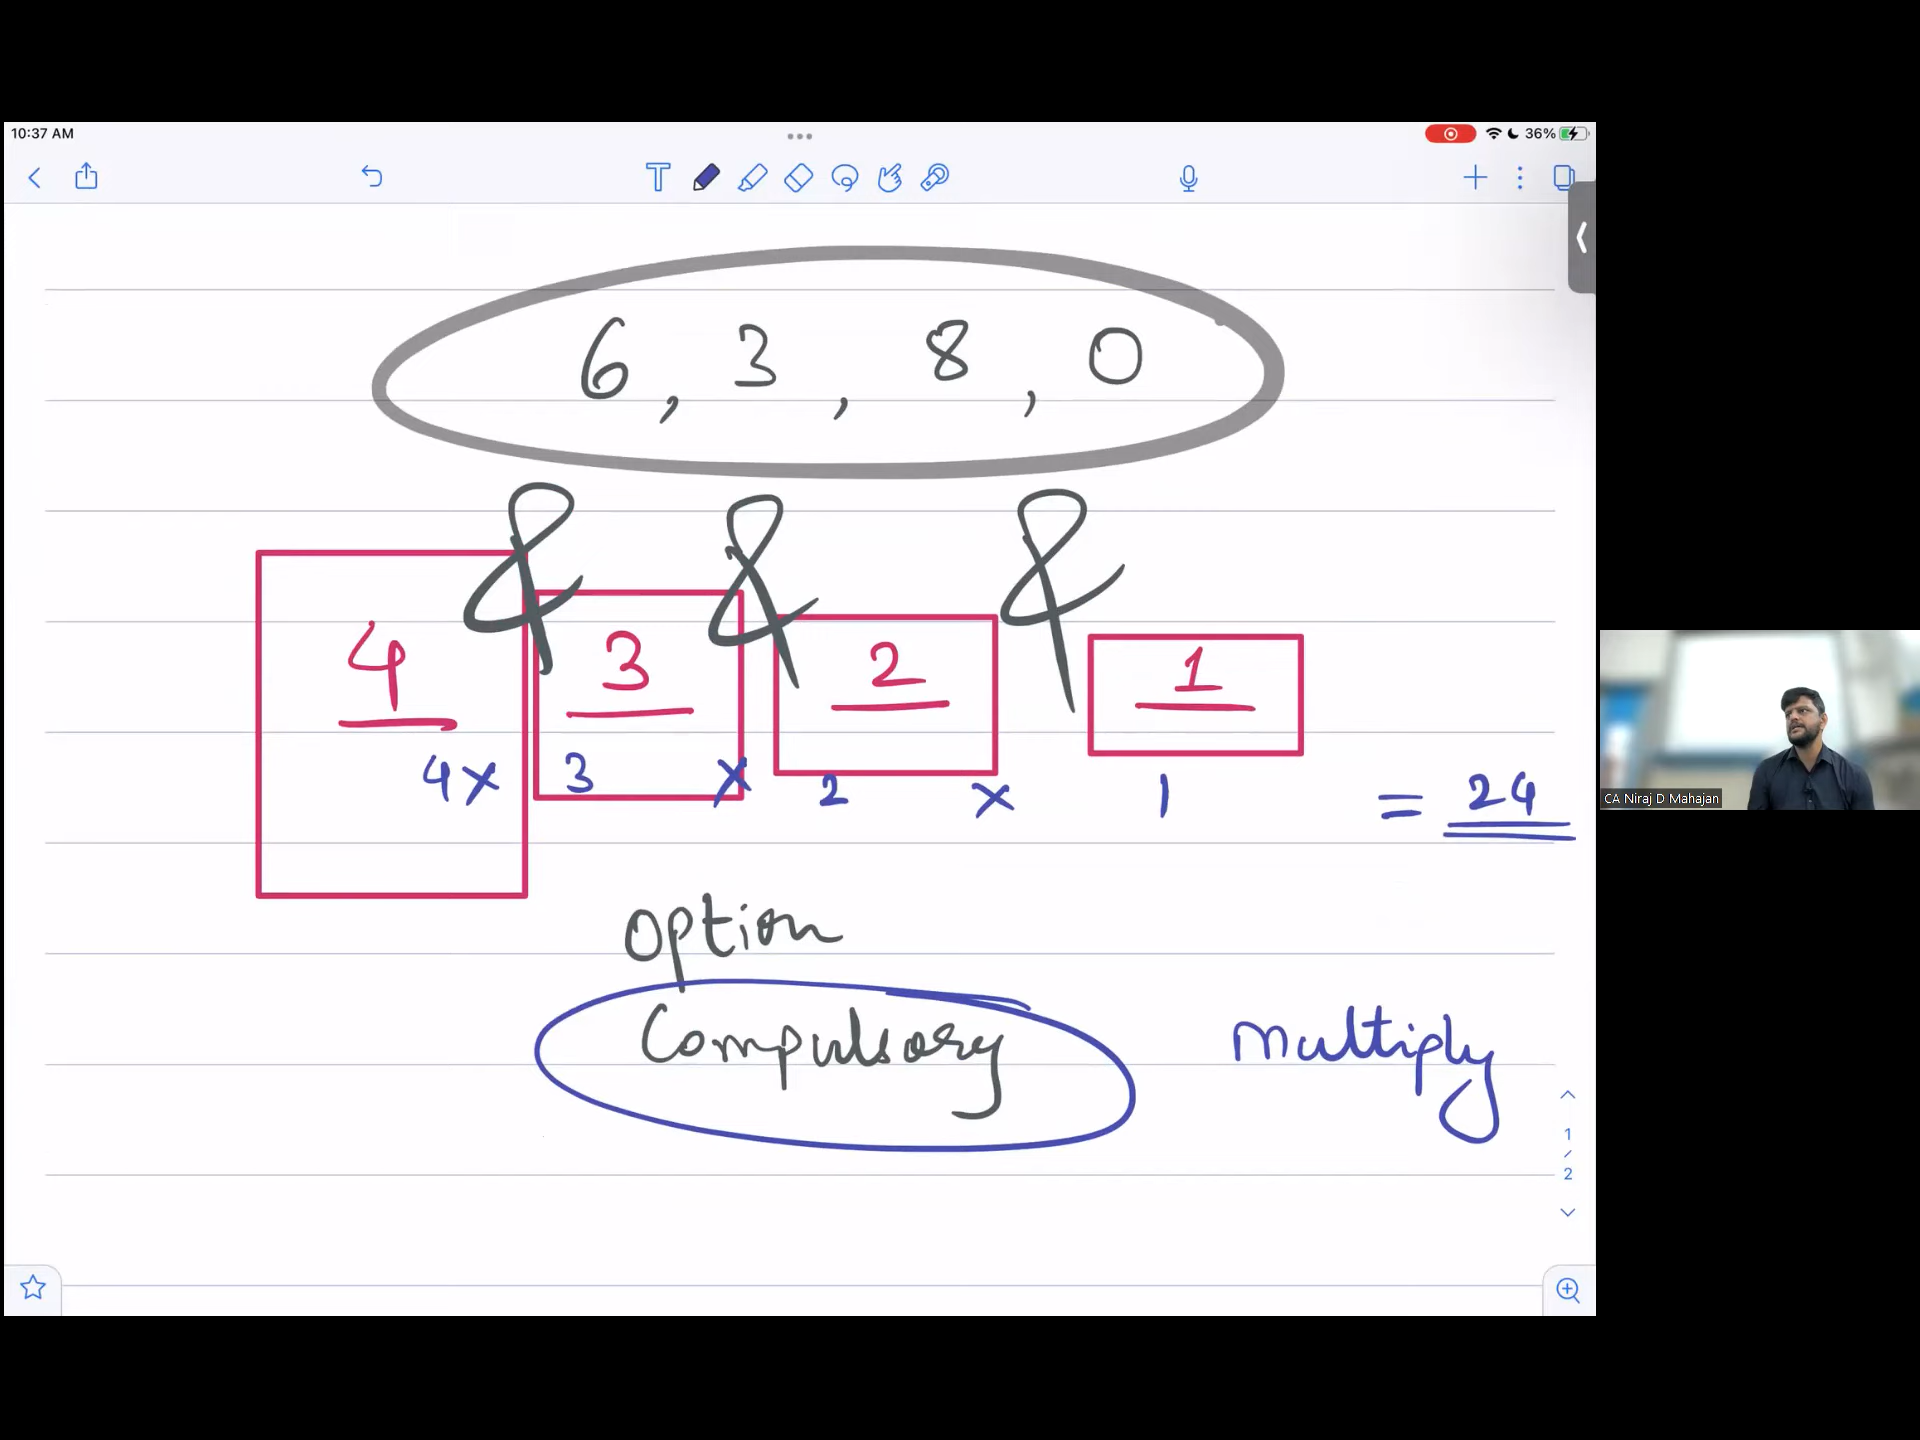 10:37 AM
36%
6, 3, 8, 0
& & &
4 3 2 1
4 x 3 x 2 x 1 = 24
CA Niraj D Mahajan
option
Compulsory
Multiply
1
/
2